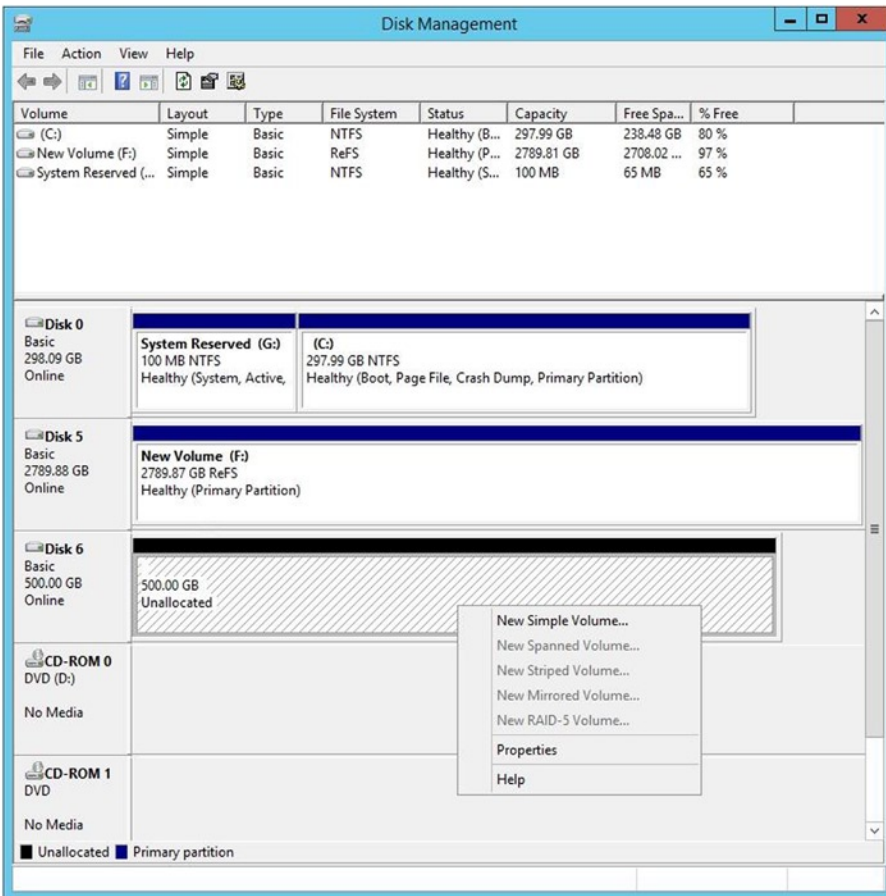 Disk Management
File Action View Help
Volume Layout Type File System Status Capacity Free Spa... % Free
(C:) Simple Basic NTFS Healthy (B... 297.99 GB 238.48 GB 80 %
New Volume (F:) Simple Basic ReFS Healthy (P... 2789.81 GB 2708.02 ... 97 %
System Reserved (... Simple Basic NTFS Healthy (S... 100 MB 65 MB 65 %
Disk 0
Basic
298.09 GB
Online
System Reserved (G:)
100 MB NTFS
Healthy (System, Active,
(C:)
297.99 GB NTFS
Healthy (Boot, Page File, Crash Dump, Primary Partition)
Disk 5
Basic
2789.88 GB
Online
New Volume (F:)
2789.87 GB ReFS
Healthy (Primary Partition)
Disk 6
Basic
500.00 GB
Online
500.00 GB
Unallocated
New Simple Volume...
New Spanned Volume...
New Striped Volume...
New Mirrored Volume...
New RAID-5 Volume...
Properties
Help
CD-ROM 0
DVD (D:)
No Media
CD-ROM 1
DVD
No Media
Unallocated Primary partition